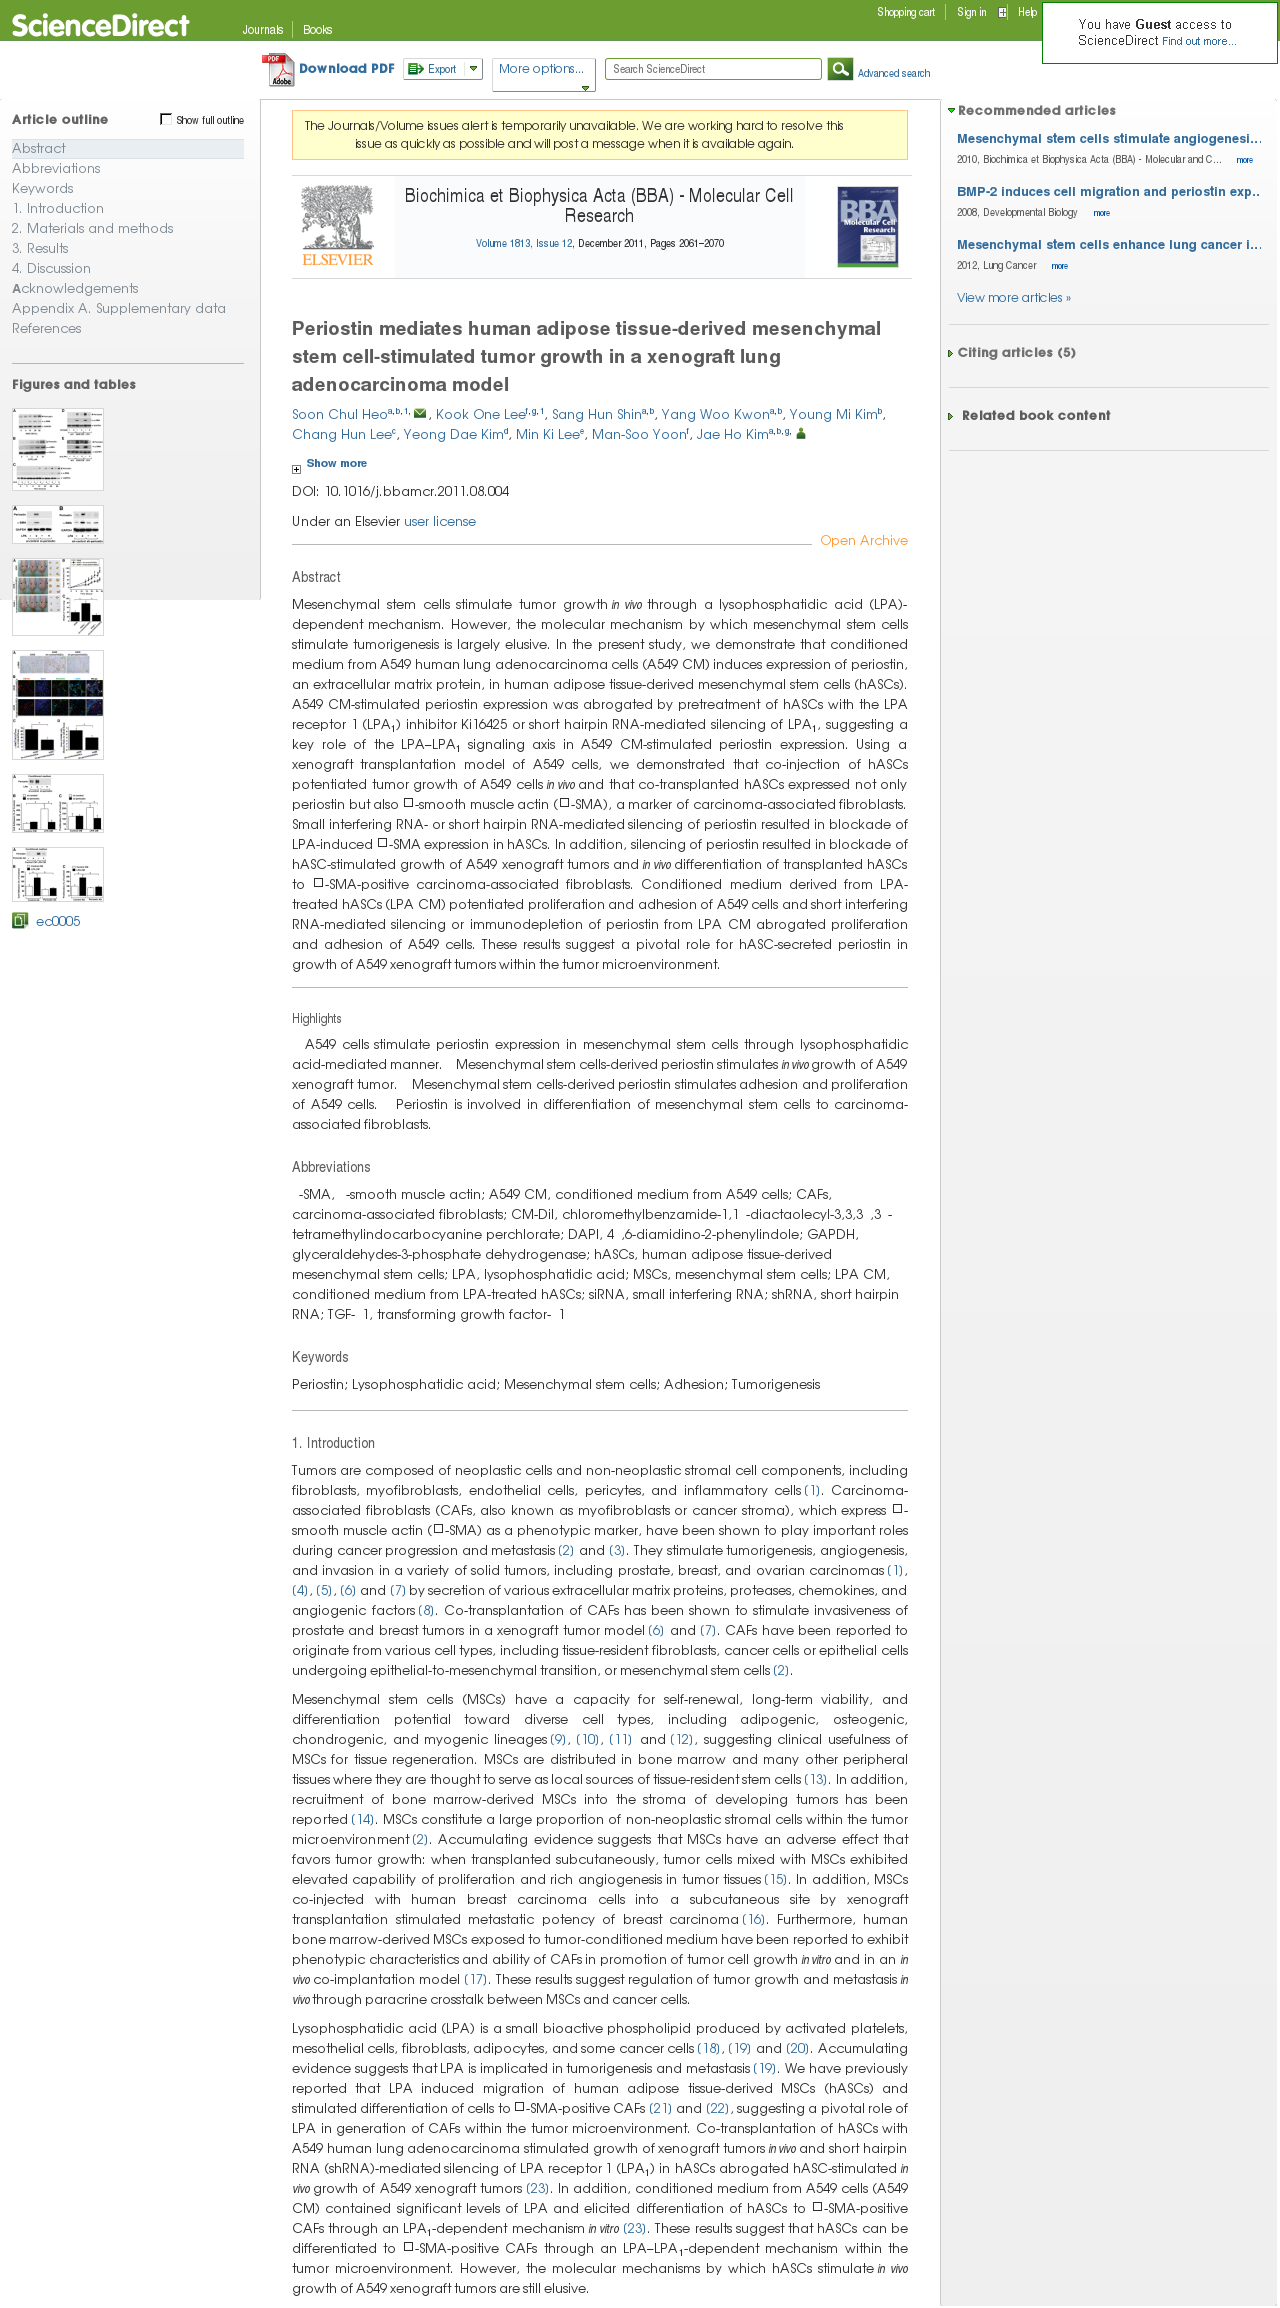 ScienceDirect
Journals
Books
Shopping cart
Sign in
Help
You have Guest access to
ScienceDirect Find out more...
Download PDF
Export
More options...
Search ScienceDirect
Advanced search
Article outline
Show full outline
Abstract
Abbreviations
Keywords
1. Introduction
2. Materials and methods
3. Results
4. Discussion
Acknowledgements
Appendix A. Supplementary data
References
Figures and tables
ec0005
The Journals/Volume issues alert is temporarily unavailable. We are working hard to resolve this
issue as quickly as possible and will post a message when it is available again.
ELSEVIER
Biochimica et Biophysica Acta (BBA) - Molecular Cell
Research
Volume 1813, Issue 12, December 2011, Pages 2061–2070
BBA
Molecular Cell
Research
Periostin mediates human adipose tissue-derived mesenchymal
stem cell-stimulated tumor growth in a xenograft lung
adenocarcinoma model
Soon Chul Heo a, b, 1, , Kook One Lee f, g, 1, Sang Hun Shin a, b, Yang Woo Kwon a, b, Young Mi Kim b,
Chang Hun Lee c, Yeong Dae Kim d, Min Ki Lee e, Man-Soo Yoon f, Jae Ho Kim a, b, g,
Show more
DOI: 10.1016/j.bbamcr.2011.08.004
Under an Elsevier user license
Open Archive
Abstract
Mesenchymal stem cells stimulate tumor growth in vivo through a lysophosphatidic acid (LPA)-
dependent mechanism. However, the molecular mechanism by which mesenchymal stem cells
stimulate tumorigenesis is largely elusive. In the present study, we demonstrate that conditioned
medium from A549 human lung adenocarcinoma cells (A549 CM) induces expression of periostin,
an extracellular matrix protein, in human adipose tissue-derived mesenchymal stem cells (hASCs).
A549 CM-stimulated periostin expression was abrogated by pretreatment of hASCs with the LPA
receptor 1 (LPA1) inhibitor Ki16425 or short hairpin RNA-mediated silencing of LPA1, suggesting a
key role of the LPA–LPA1 signaling axis in A549 CM-stimulated periostin expression. Using a
xenograft transplantation model of A549 cells, we demonstrated that co-injection of hASCs
potentiated tumor growth of A549 cells in vivo and that co-transplanted hASCs expressed not only
periostin but also □-smooth muscle actin (□-SMA), a marker of carcinoma-associated fibroblasts.
Small interfering RNA- or short hairpin RNA-mediated silencing of periostin resulted in blockade of
LPA-induced □-SMA expression in hASCs. In addition, silencing of periostin resulted in blockade of
hASC-stimulated growth of A549 xenograft tumors and in vivo differentiation of transplanted hASCs
to □-SMA-positive carcinoma-associated fibroblasts. Conditioned medium derived from LPA-
treated hASCs (LPA CM) potentiated proliferation and adhesion of A549 cells and short interfering
RNA-mediated silencing or immunodepletion of periostin from LPA CM abrogated proliferation
and adhesion of A549 cells. These results suggest a pivotal role for hASC-secreted periostin in
growth of A549 xenograft tumors within the tumor microenvironment.
Highlights
A549 cells stimulate periostin expression in mesenchymal stem cells through lysophosphatidic
acid-mediated manner. Mesenchymal stem cells-derived periostin stimulates in vivo growth of A549
xenograft tumor. Mesenchymal stem cells-derived periostin stimulates adhesion and proliferation
of A549 cells. Periostin is involved in differentiation of mesenchymal stem cells to carcinoma-
associated fibroblasts.
Abbreviations
-SMA, -smooth muscle actin; A549 CM, conditioned medium from A549 cells; CAFs,
carcinoma-associated fibroblasts; CM-DiI, chloromethylbenzamide-1,1 -diactaolecyl-3,3,3 ,3 -
tetramethylindocarbocyanine perchlorate; DAPI, 4 ,6-diamidino-2-phenylindole; GAPDH,
glyceraldehydes-3-phosphate dehydrogenase; hASCs, human adipose tissue-derived
mesenchymal stem cells; LPA, lysophosphatidic acid; MSCs, mesenchymal stem cells; LPA CM,
conditioned medium from LPA-treated hASCs; siRNA, small interfering RNA; shRNA, short hairpin
RNA; TGF- 1, transforming growth factor- 1
Keywords
Periostin; Lysophosphatidic acid; Mesenchymal stem cells; Adhesion; Tumorigenesis
1. Introduction
Tumors are composed of neoplastic cells and non-neoplastic stromal cell components, including
fibroblasts, myofibroblasts, endothelial cells, pericytes, and inflammatory cells [1]. Carcinoma-
associated fibroblasts (CAFs, also known as myofibroblasts or cancer stroma), which express □-
smooth muscle actin (□-SMA) as a phenotypic marker, have been shown to play important roles
during cancer progression and metastasis [2] and [3]. They stimulate tumorigenesis, angiogenesis,
and invasion in a variety of solid tumors, including prostate, breast, and ovarian carcinomas [1],
[4], [5], [6] and [7] by secretion of various extracellular matrix proteins, proteases, chemokines, and
angiogenic factors [8]. Co-transplantation of CAFs has been shown to stimulate invasiveness of
prostate and breast tumors in a xenograft tumor model [6] and [7]. CAFs have been reported to
originate from various cell types, including tissue-resident fibroblasts, cancer cells or epithelial cells
undergoing epithelial-to-mesenchymal transition, or mesenchymal stem cells [2].
Mesenchymal stem cells (MSCs) have a capacity for self-renewal, long-term viability, and
differentiation potential toward diverse cell types, including adipogenic, osteogenic,
chondrogenic, and myogenic lineages [9], [10], [11] and [12], suggesting clinical usefulness of
MSCs for tissue regeneration. MSCs are distributed in bone marrow and many other peripheral
tissues where they are thought to serve as local sources of tissue-resident stem cells [13]. In addition,
recruitment of bone marrow-derived MSCs into the stroma of developing tumors has been
reported [14]. MSCs constitute a large proportion of non-neoplastic stromal cells within the tumor
microenvironment [2]. Accumulating evidence suggests that MSCs have an adverse effect that
favors tumor growth: when transplanted subcutaneously, tumor cells mixed with MSCs exhibited
elevated capability of proliferation and rich angiogenesis in tumor tissues [15]. In addition, MSCs
co-injected with human breast carcinoma cells into a subcutaneous site by xenograft
transplantation stimulated metastatic potency of breast carcinoma [16]. Furthermore, human
bone marrow-derived MSCs exposed to tumor-conditioned medium have been reported to exhibit
phenotypic characteristics and ability of CAFs in promotion of tumor cell growth in vitro and in an in
vivo co-implantation model [17]. These results suggest regulation of tumor growth and metastasis in
vivo through paracrine crosstalk between MSCs and cancer cells.
Lysophosphatidic acid (LPA) is a small bioactive phospholipid produced by activated platelets,
mesothelial cells, fibroblasts, adipocytes, and some cancer cells [18], [19] and [20]. Accumulating
evidence suggests that LPA is implicated in tumorigenesis and metastasis [19]. We have previously
reported that LPA induced migration of human adipose tissue-derived MSCs (hASCs) and
stimulated differentiation of cells to □-SMA-positive CAFs [21] and [22], suggesting a pivotal role of
LPA in generation of CAFs within the tumor microenvironment. Co-transplantation of hASCs with
A549 human lung adenocarcinoma stimulated growth of xenograft tumors in vivo and short hairpin
RNA (shRNA)-mediated silencing of LPA receptor 1 (LPA1) in hASCs abrogated hASC-stimulated in
vivo growth of A549 xenograft tumors [23]. In addition, conditioned medium from A549 cells (A549
CM) contained significant levels of LPA and elicited differentiation of hASCs to □-SMA-positive
CAFs through an LPA1-dependent mechanism in vitro [23]. These results suggest that hASCs can be
differentiated to □-SMA-positive CAFs through an LPA–LPA1-dependent mechanism within the
tumor microenvironment. However, the molecular mechanisms by which hASCs stimulate in vivo
growth of A549 xenograft tumors are still elusive.
Recommended articles
Mesenchymal stem cells stimulate angiogenesi...
2010, Biochimica et Biophysica Acta (BBA) - Molecular and C... more
BMP-2 induces cell migration and periostin exp...
2008, Developmental Biology more
Mesenchymal stem cells enhance lung cancer i...
2012, Lung Cancer more
View more articles »
Citing articles (5)
Related book content